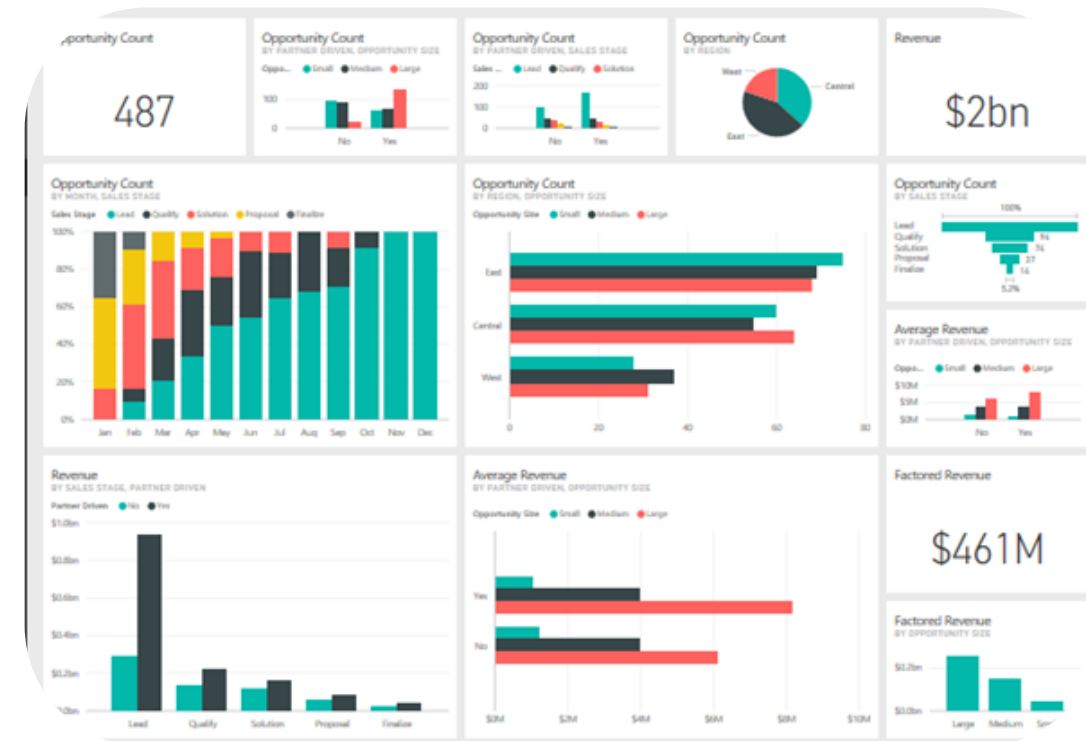 portunity Count
487
Opportunity Count
BY PARTNER DRIVEN, OPPORTUNITY SIZE
Oppo... Small Medium Large
100
0
No Yes
Opportunity Count
BY PARTNER DRIVEN, SALES STAGE
Sales ... Lead Qualify Solution
200
100
0
No Yes
Opportunity Count
BY REGION
West
Central
East
Revenue
$2bn
Opportunity Count
BY MONTH, SALES STAGE
Sales Stage Lead Qualify Solution Proposal Finalize
100%
80%
60%
40%
20%
0%
Jan Feb Mar Apr May Jun Jul Aug Sep Oct Nov Dec
Opportunity Count
BY REGION, OPPORTUNITY SIZE
Opportunity Size Small Medium Large
East
Central
West
0 20 40 60 80
Opportunity Count
BY SALES STAGE
100%
Lead
Qualify 94
Solution 74
Proposal 37
Finalize 14
5.2%
Average Revenue
BY PARTNER DRIVEN, OPPORTUNITY SIZE
Oppo... Small Medium Large
$10M
$5M
$0M
No Yes
Revenue
BY SALES STAGE, PARTNER DRIVEN
Partner Driven No Yes
$1.0bn
$0.8bn
$0.6bn
$0.4bn
$0.2bn
0bn
Lead Qualify Solution Proposal Finalize
Average Revenue
BY PARTNER DRIVEN, OPPORTUNITY SIZE
Opportunity Size Small Medium Large
Yes
No
$0M $2M $4M $6M $8M $10M
Factored Revenue
$461M
Factored Revenue
BY OPPORTUNITY SIZE
$0.2bn
$0.0bn
Large Medium